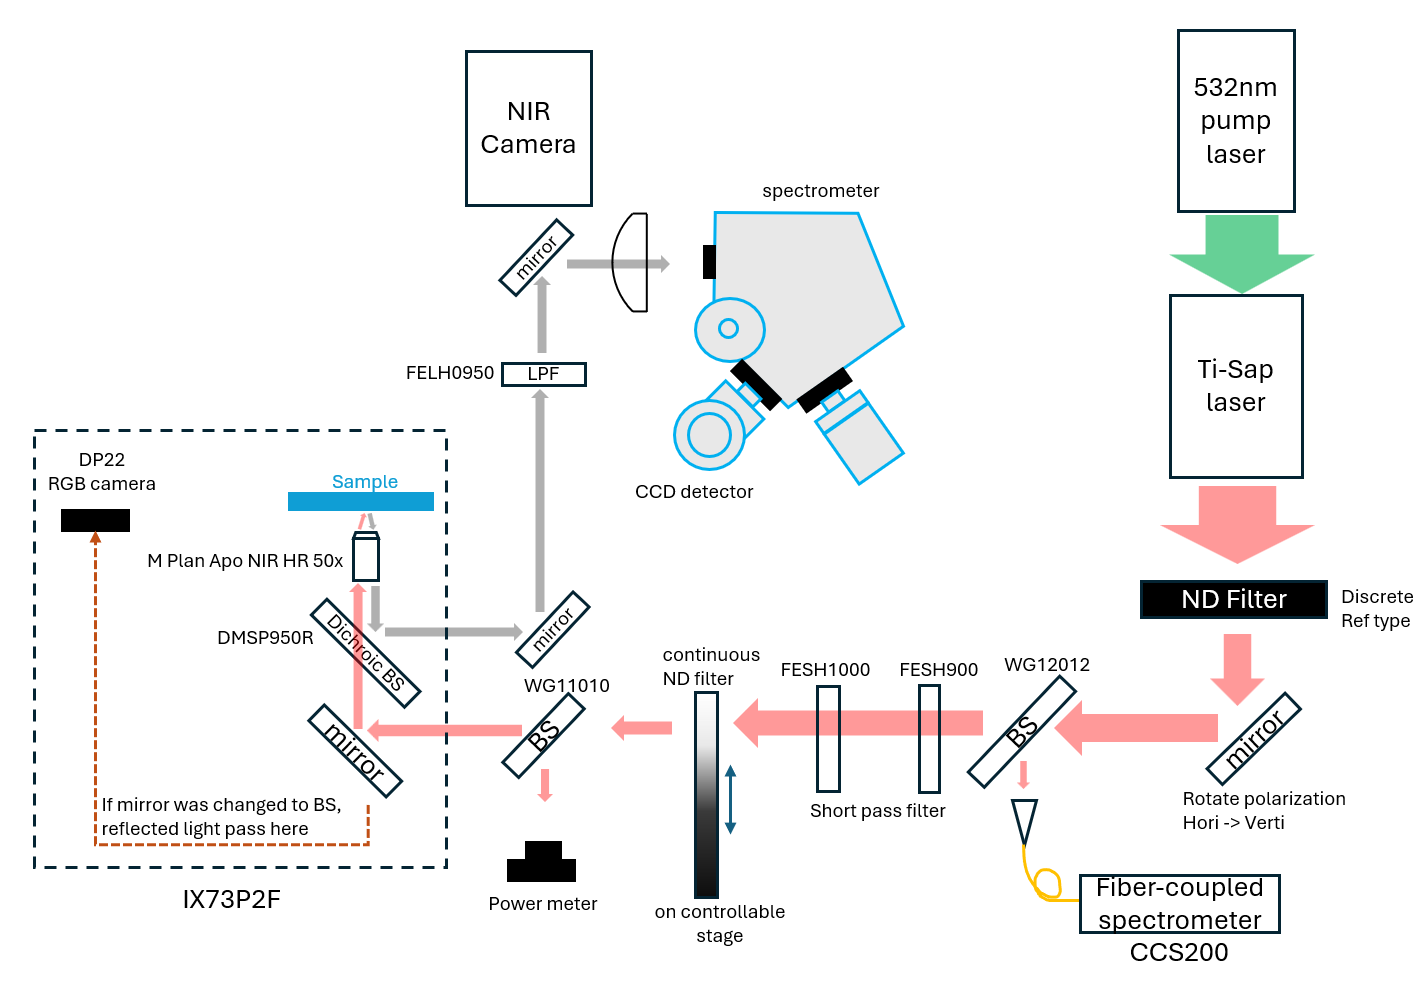 NIR
Camera
532nm
pump
laser
spectrometer
mirror
FELH0950
LPF
Ti-Sap
laser
DP22
RGB camera
Sample
CCD detector
M Plan Apo NIR HR 50x
ND Filter
Discrete
Ref type
DMSP950R
Dichroic BS
mirror
continuous
ND filter
FESH1000
FESH900
WG12012
WG11010
BS
BS
mirror
mirror
If mirror was changed to BS,
reflected light pass here
Short pass filter
Rotate polarization
Hori -> Verti
IX73P2F
Power meter
on controllable
stage
Fiber-coupled
spectrometer
CCS200